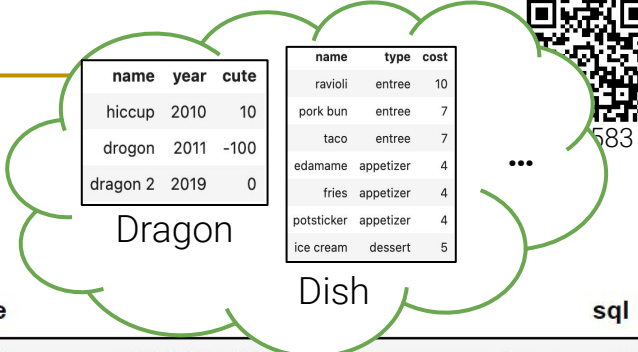 name year cute
hiccup 2010 10
drogon 2011 -100
dragon 2 2019 0
Dragon
name type cost
ravioli entree 10
pork bun entree 7
taco entree 7
edamame appetizer 4
fries appetizer 4
potsticker appetizer 4
ice cream dessert 5
Dish
...
583
e
sql